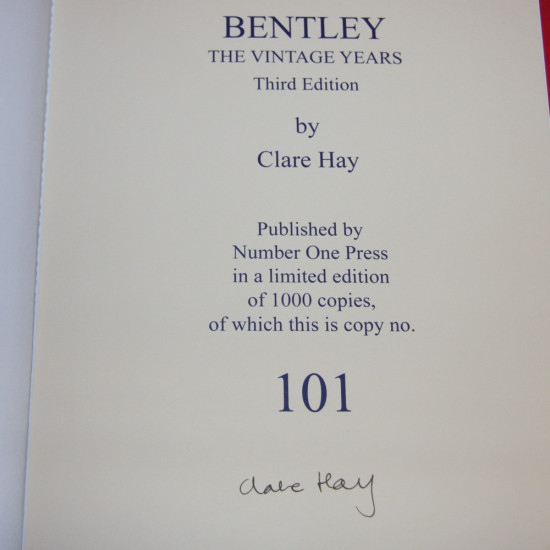 BENTLEY
THE VINTAGE YEARS
Third Edition
by
Clare Hay
Published by
Number One Press
in a limited edition
of 1000 copies,
of which this is copy no.
101
Clare Hay